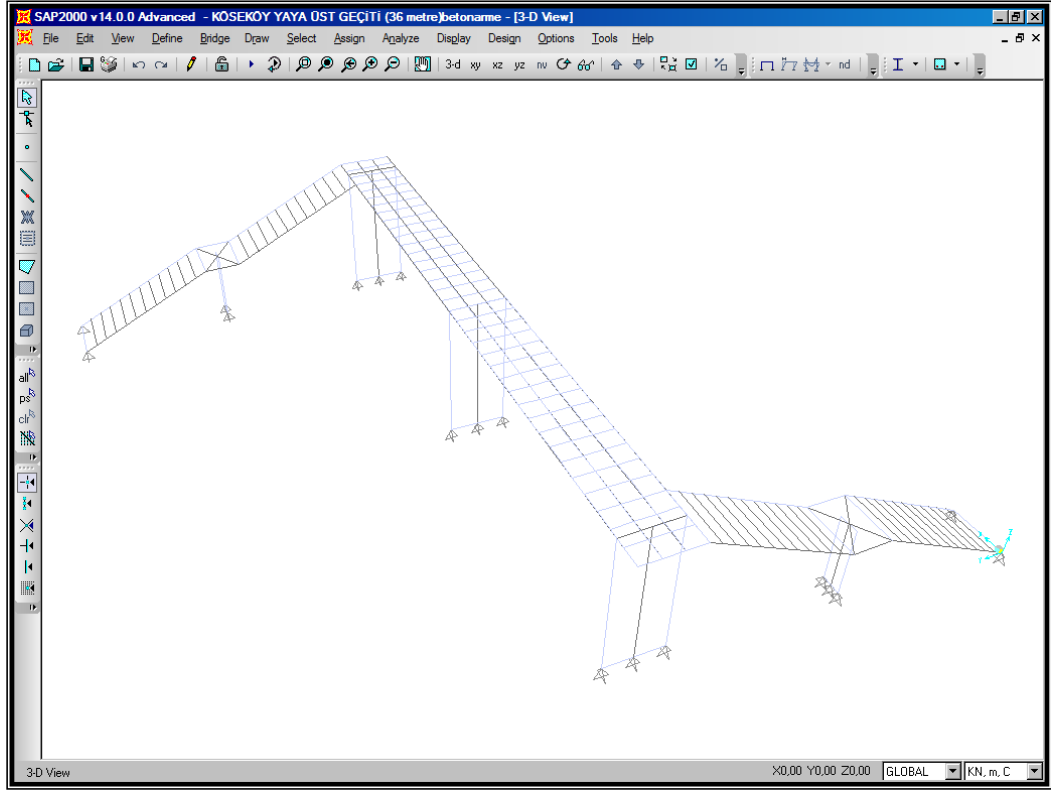 SAP2000 v14.0.0 Advanced - KÖSEKÖY YAYA ÜST GEÇİTİ (36 metre)betonarme - [3-D View]
File Edit View Define Bridge Draw Select Assign Analyze Display Design Options Tools Help
3-d xy xz yz nv nd
all
ps
clr
3-D View X0,00 Y0,00 Z0,00 GLOBAL KN, m, C